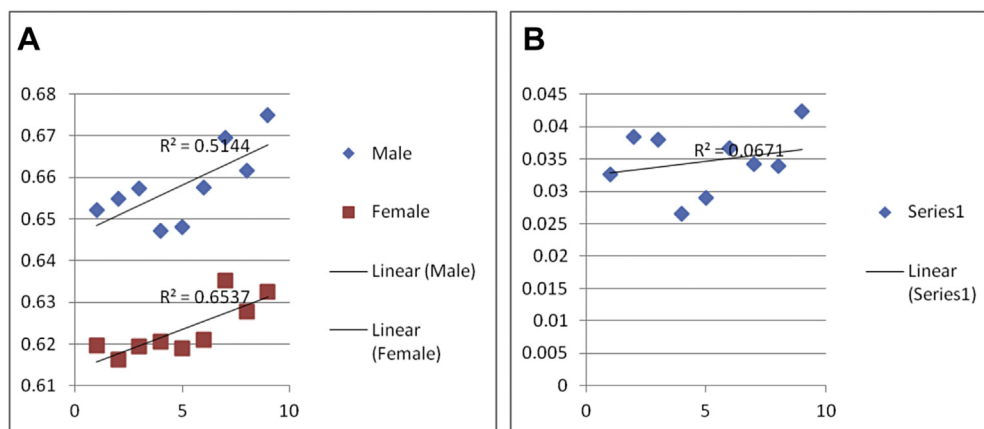 A
0.68
0.67
0.66
0.65
0.64
0.63
0.62
0.61
0
5
10
R² = 0.5144
R² = 0.6537
Male
Female
Linear (Male)
Linear
(Female)
B
0.045
0.04
0.035
0.03
0.025
0.02
0.015
0.01
0.005
0
0
5
10
R² = 0.0671
Series1
Linear
(Series1)